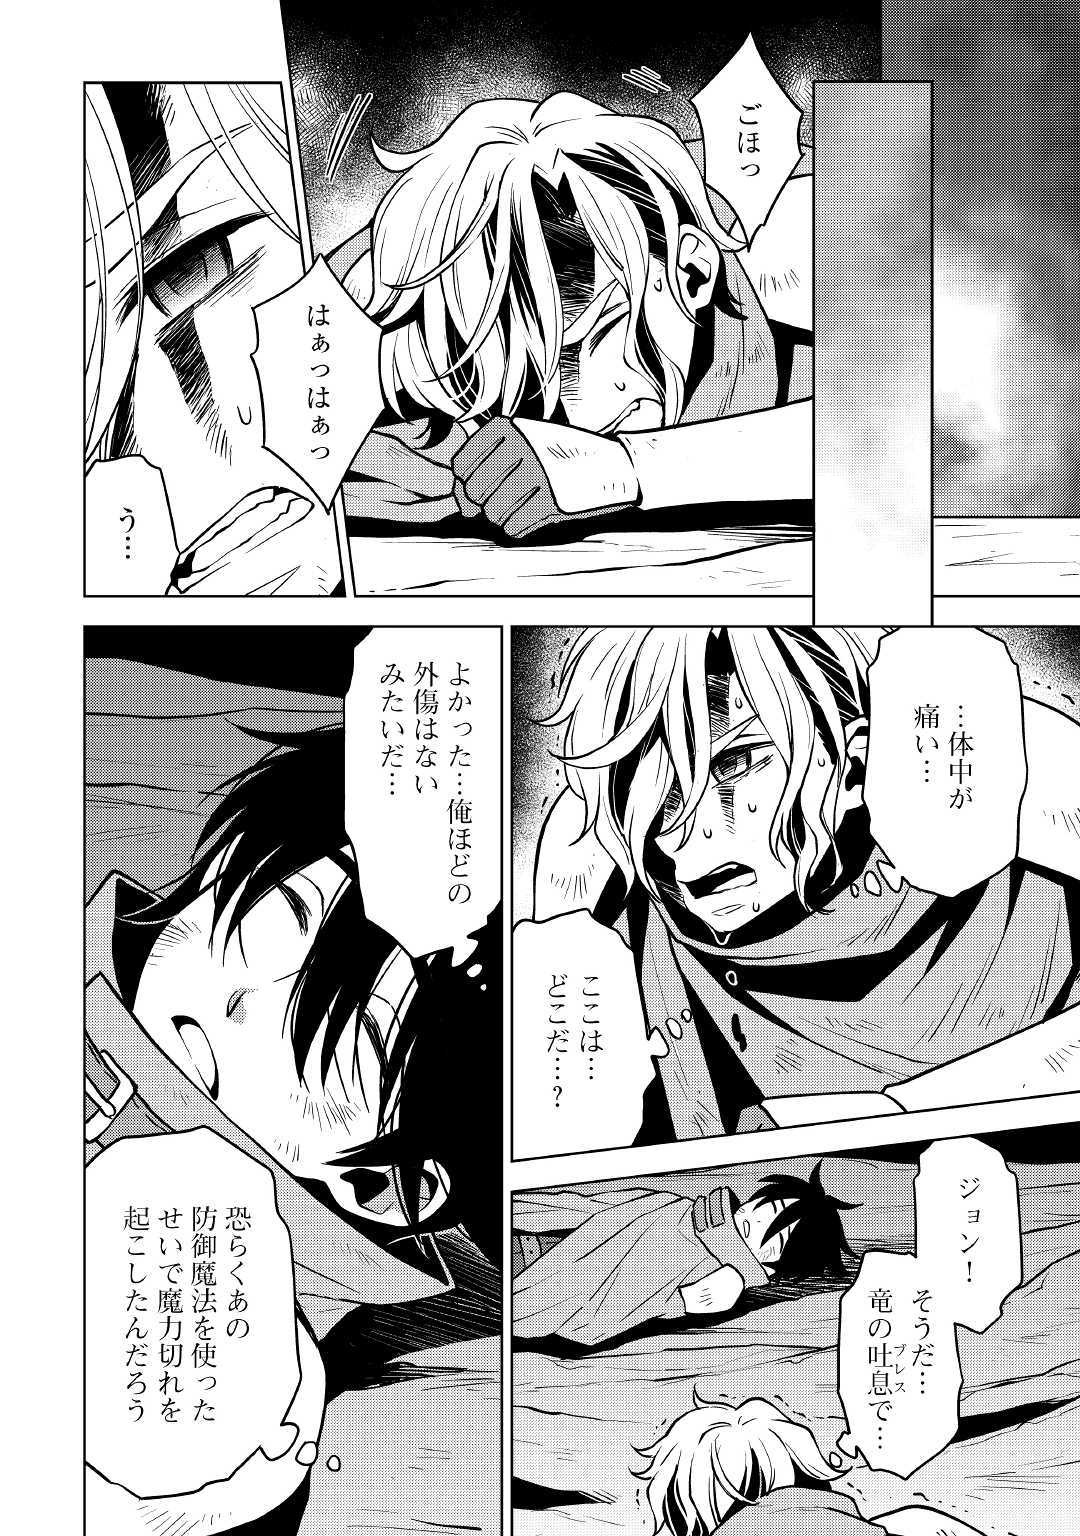 ごほっ
はぁっはぁっ
う…
…体中が
痛い…
ここは…
どこだ…?
ジョン!
そうだ…
竜の吐息で…
ブレス
よかった…俺ほどの
外傷はない
みたいだ…
恐らくあの
防御魔法を使った
せいで魔力切れを
起こしたんだろう